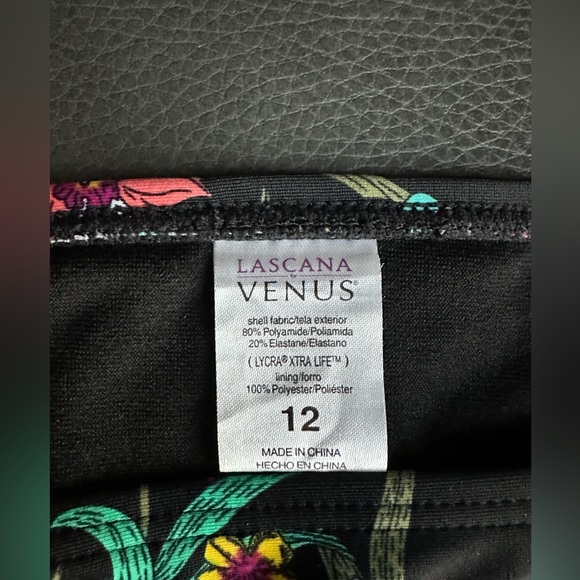 LASCANA
by
VENUS®
shell fabric/tela exterior
80% Polyamide/Poliamida
20% Elastane/Elastano
( LYCRA® XTRA LIFE™ )
lining/forro
100% Polyester/Poliéster
12
MADE IN CHINA
HECHO EN CHINA